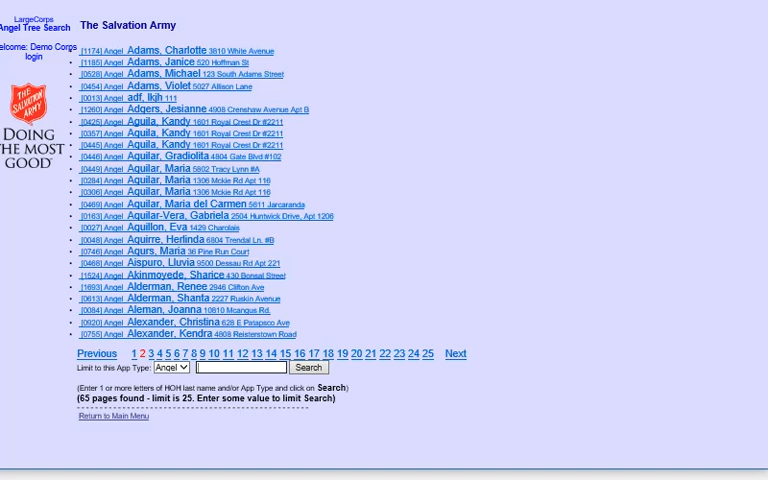 LargeCorps
Angel Tree Search
elcome: Demo Corps
login
THE SALVATION ARMY
DOING
THE MOST
GOOD
The Salvation Army
[1174] Angel Adams, Charlotte 3810 White Avenue
[1185] Angel Adams, Janice 520 Hoffman St
[0528] Angel Adams, Michael 123 South Adams Street
[0454] Angel Adams, Violet 5027 Allison Lane
[0013] Angel adf, lkjh 111
[1260] Angel Adgers, Jesianne 4908 Crenshaw Avenue Apt B
[0425] Angel Aguila, Kandy 1601 Royal Crest Dr #2211
[0357] Angel Aguila, Kandy 1601 Royal Crest Dr #2211
[0445] Angel Aguila, Kandy 1601 Royal Crest Dr #2211
[0446] Angel Aguilar, Gradiolita 4804 Gate Blvd #102
[0449] Angel Aguilar, Maria 5802 Tracy Lynn #A
[0284] Angel Aguilar, Maria 1306 Mckie Rd Apt 116
[0306] Angel Aguilar, Maria 1306 Mckie Rd Apt 116
[0469] Angel Aguilar, Maria del Carmen 5611 Jarcaranda
[0163] Angel Aguilar-Vera, Gabriela 2504 Huntwick Drive, Apt 1206
[0027] Angel Aguillon, Eva 1429 Charolais
[0048] Angel Aguirre, Herlinda 6804 Trendal Ln. #B
[0746] Angel Agurs, Maria 36 Pine Run Court
[0468] Angel Aispuro, Lluvia 9500 Dessau Rd Apt 221
[1524] Angel Akinmoyede, Sharice 430 Bonsal Street
[1693] Angel Alderman, Renee 2946 Clifton Ave
[0613] Angel Alderman, Shanta 2227 Ruskin Avenue
[0084] Angel Aleman, Joanna 10810 Mcangus Rd.
[0920] Angel Alexander, Christina 628 E Patapsco Ave
[0755] Angel Alexander, Kendra 4808 Reisterstown Road
Previous 1 2 3 4 5 6 7 8 9 10 11 12 13 14 15 16 17 18 19 20 21 22 23 24 25 Next
Limit to this App Type: Angel Search
(Enter 1 or more letters of HOH last name and/or App Type and click on Search)
(65 pages found - limit is 25. Enter some value to limit Search)
Return to Main Menu